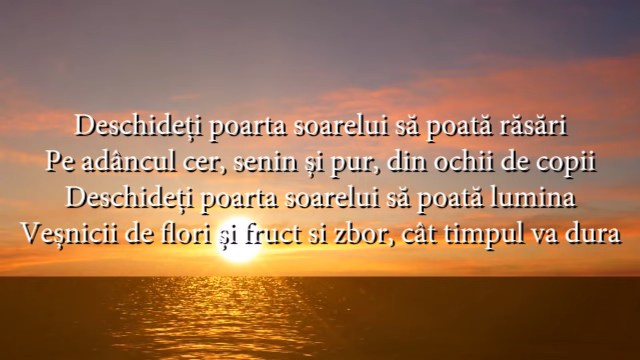 Deschideți poarta soarelui să poată răsări
Pe adâncul cer, senin și pur, din ochii de copii
Deschideți poarta soarelui să poată lumina
Veșnicii de flori și fruct si zbor, cât timpul va dura